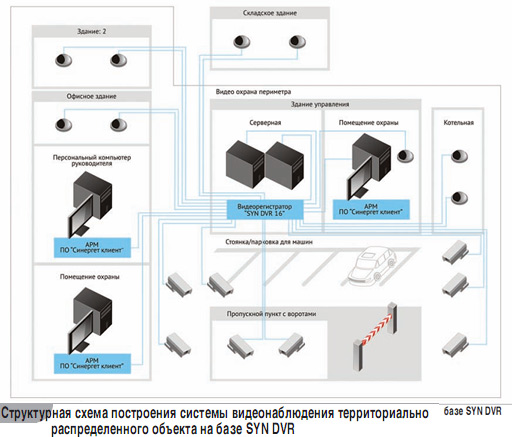 Складское здание
Здание: 2
Видео охрана периметра
Офисное здание
Здание управления
Серверная
Помещение охраны
Котельная
Персональный компьютер
руководителя
Видеорегистратор
"SYN DVR 16"
АРМ
ПО "Синергет клиент"
АРМ
ПО "Синергет клиент"
Стоянка/парковка для машин
Помещение охраны
Пропускной пункт с воротами
АРМ
ПО "Синергет клиент"
Структурная схема построения системы видеонаблюдения территориально
распределенного объекта на базе SYN DVR
базе SYN DVR